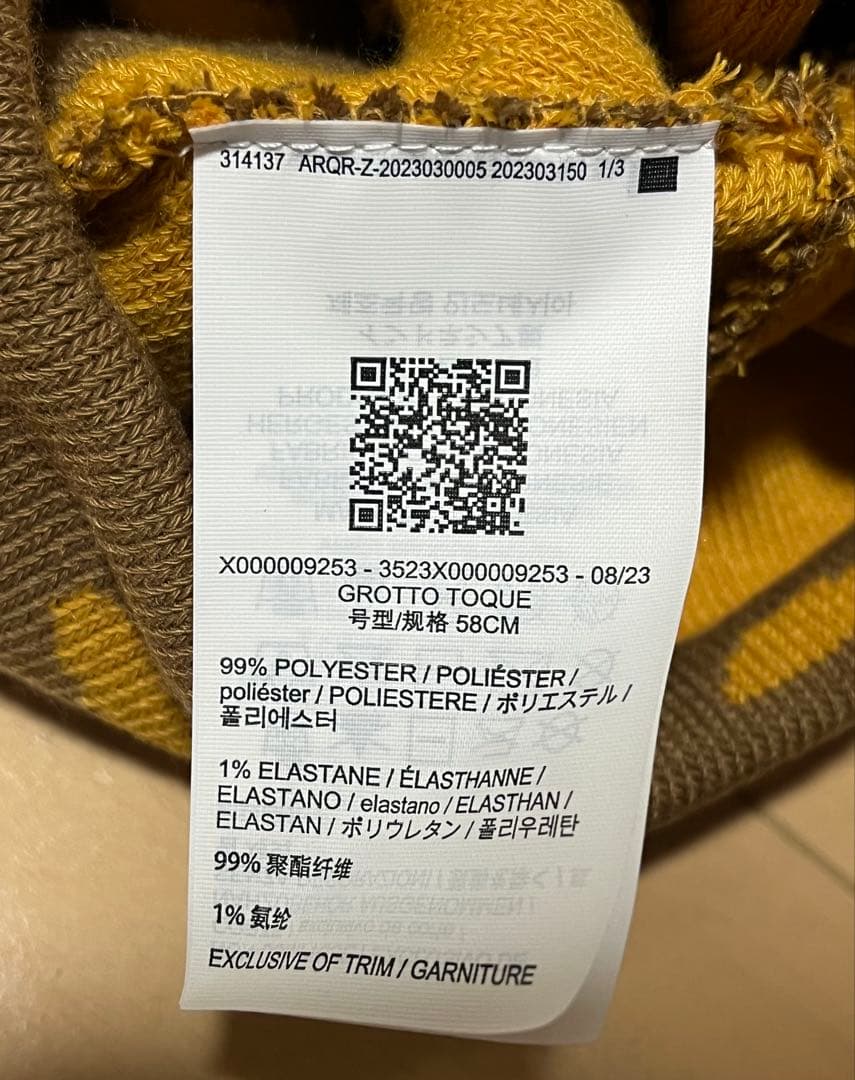 314137 ARQR-Z-2023030005 202303150 1/3
X000009253 - 3523X000009253 - 08/23
GROTTO TOQUE
号型/规格 58CM
99% POLYESTER / POLIÉSTER /
poliéster / POLIESTERE / ポリエステル /
폴리에스터
1% ELASTANE / ÉLASTHANNE /
ELASTANO / elastano / ELASTHAN /
ELASTAN / ポリウレタン / 폴리우레탄
99% 聚酯纤维
1% 氨纶
EXCLUSIVE OF TRIM / GARNITURE